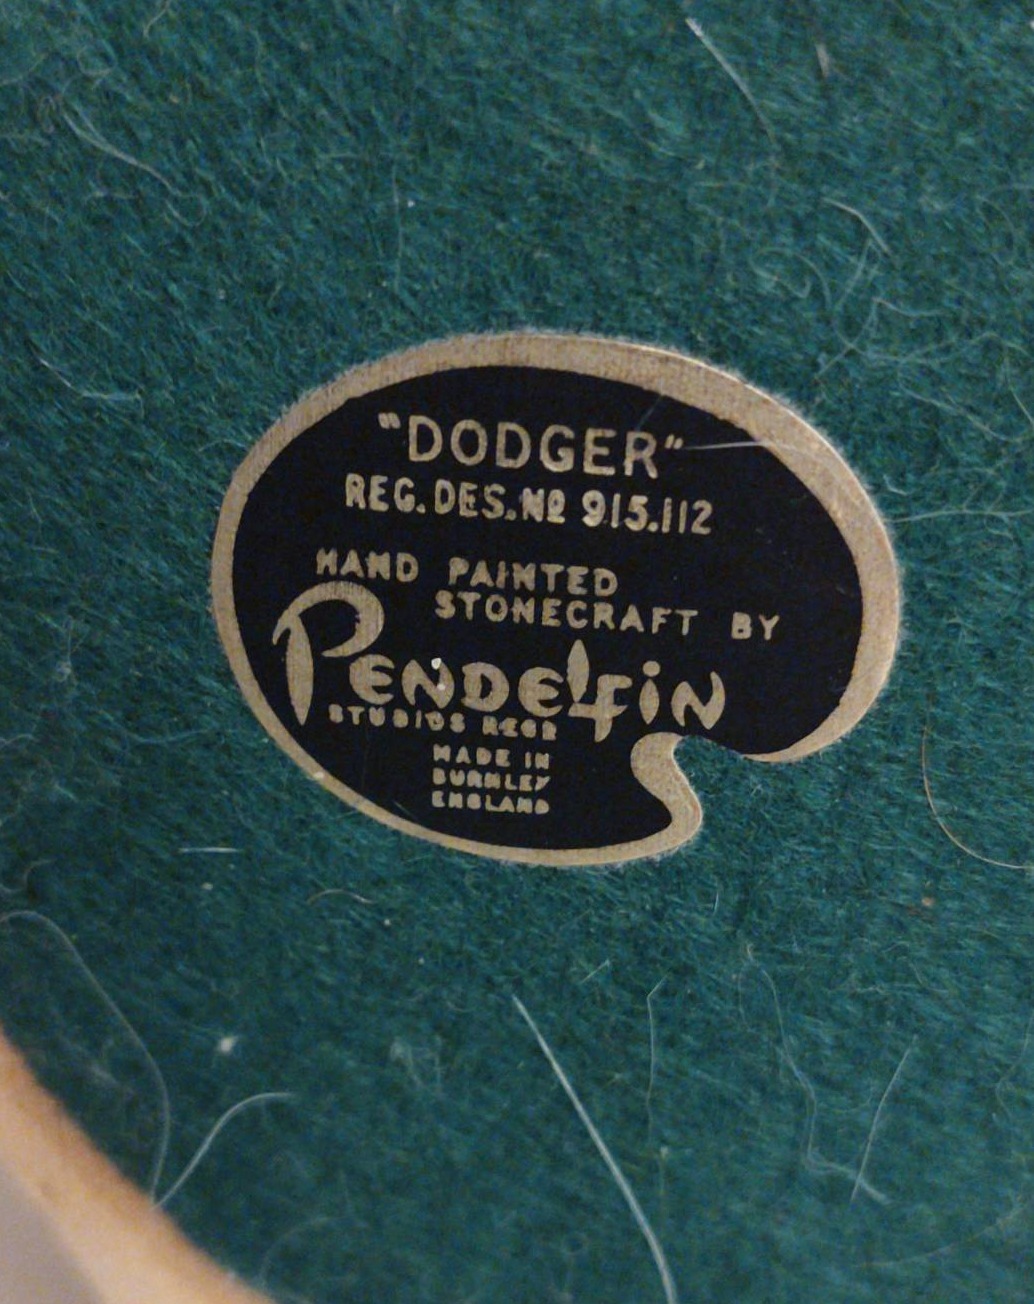 "DODGER"
REG.DES.Nº 915.112
HAND PAINTED
STONECRAFT BY
PENDELFIN
STUDIOS REGD
MADE IN
BURNLEY
ENGLAND